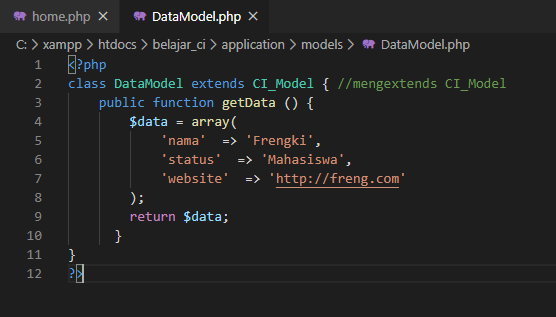 home.php DataModel.php ×
C: > xampp > htdocs > belajar_ci > application > models > DataModel.php
1 <?php
2 class DataModel extends CI_Model { //mengextends CI_Model
3 public function getData () {
4 $data = array(
5 'nama' => 'Frengki',
6 'status' => 'Mahasiswa',
7 'website' => 'http://freng.com'
8 );
9 return $data;
10 }
11 }
12 ?>